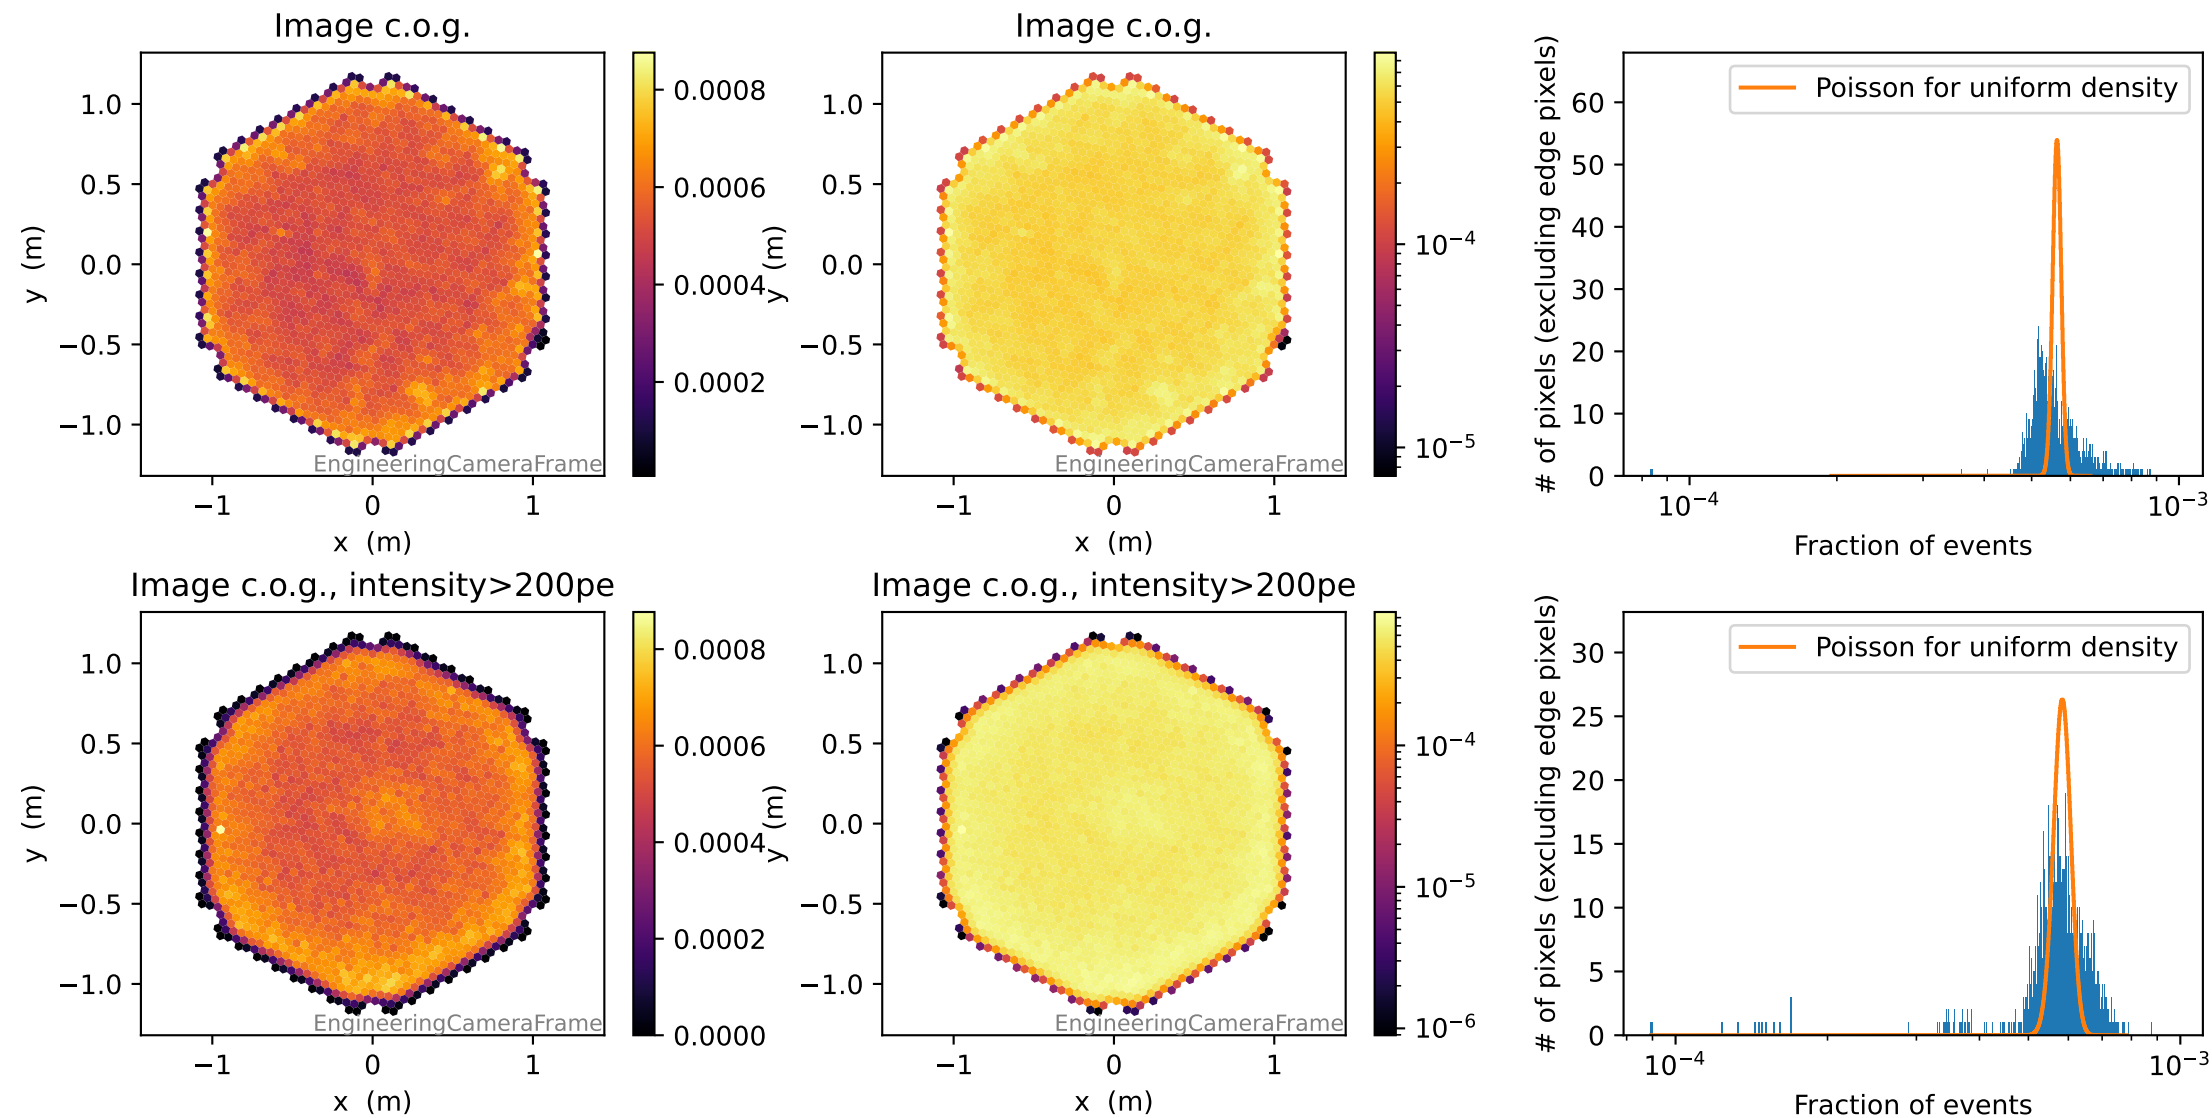 Image c.o.g.
1.0
0.5
0.0
−0.5
−1.0
−1
0
1
y (m)
x (m)
EngineeringCameraFrame
0.0008
0.0006
0.0004
0.0002
Image c.o.g.
1.0
0.5
0.0
−0.5
−1.0
−1
0
1
y (m)
x (m)
EngineeringCameraFrame
10⁻⁴
10⁻⁵
# of pixels (excluding edge pixels)
60
50
40
30
20
10
0
Poisson for uniform density
10⁻⁴
10⁻³
Fraction of events
Image c.o.g., intensity>200pe
1.0
0.5
0.0
−0.5
−1.0
−1
0
1
y (m)
x (m)
EngineeringCameraFrame
0.0008
0.0006
0.0004
0.0002
0.0000
Image c.o.g., intensity>200pe
1.0
0.5
0.0
−0.5
−1.0
−1
0
1
y (m)
x (m)
EngineeringCameraFrame
10⁻⁴
10⁻⁵
10⁻⁶
# of pixels (excluding edge pixels)
30
25
20
15
10
5
0
Poisson for uniform density
10⁻⁴
10⁻³
Fraction of events